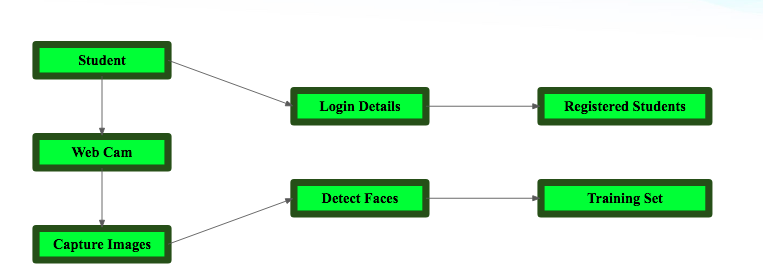 Student
Login Details
Registered Students
Web Cam
Detect Faces
Training Set
Capture Images